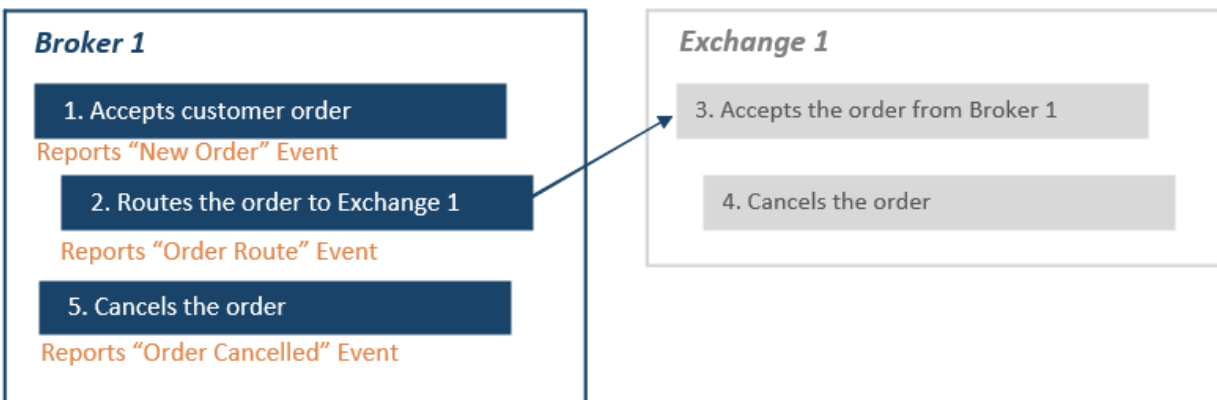 Broker 1
1. Accepts customer order
Reports “New Order” Event
2. Routes the order to Exchange 1
Reports “Order Route” Event
5. Cancels the order
Reports “Order Cancelled” Event
Exchange 1
3. Accepts the order from Broker 1
4. Cancels the order